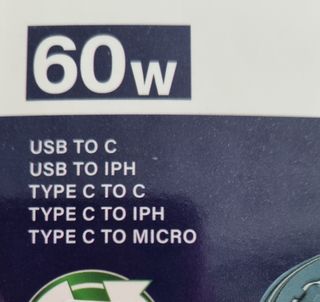 60W
USB TO C
USB TO IPH
TYPE C TO C
TYPE C TO IPH
TYPE C TO MICRO